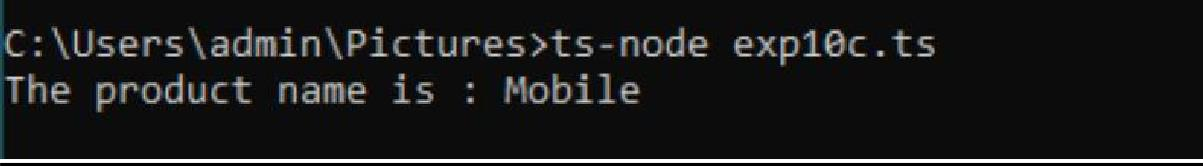 C:\Users\admin\Pictures>ts-node exp10c.ts
The product name is : Mobile